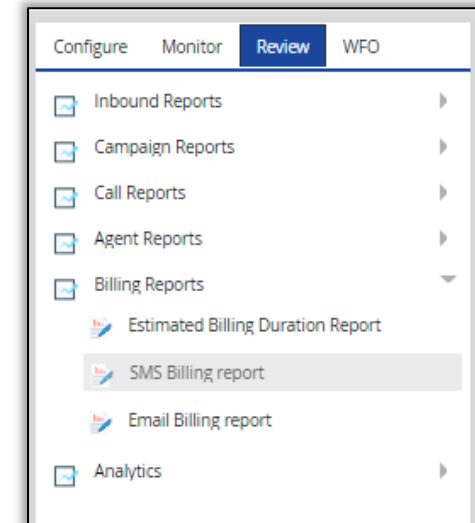 Configure Monitor Review WFO
Inbound Reports
Campaign Reports
Call Reports
Agent Reports
Billing Reports
Estimated Billing Duration Report
SMS Billing report
Email Billing report
Analytics